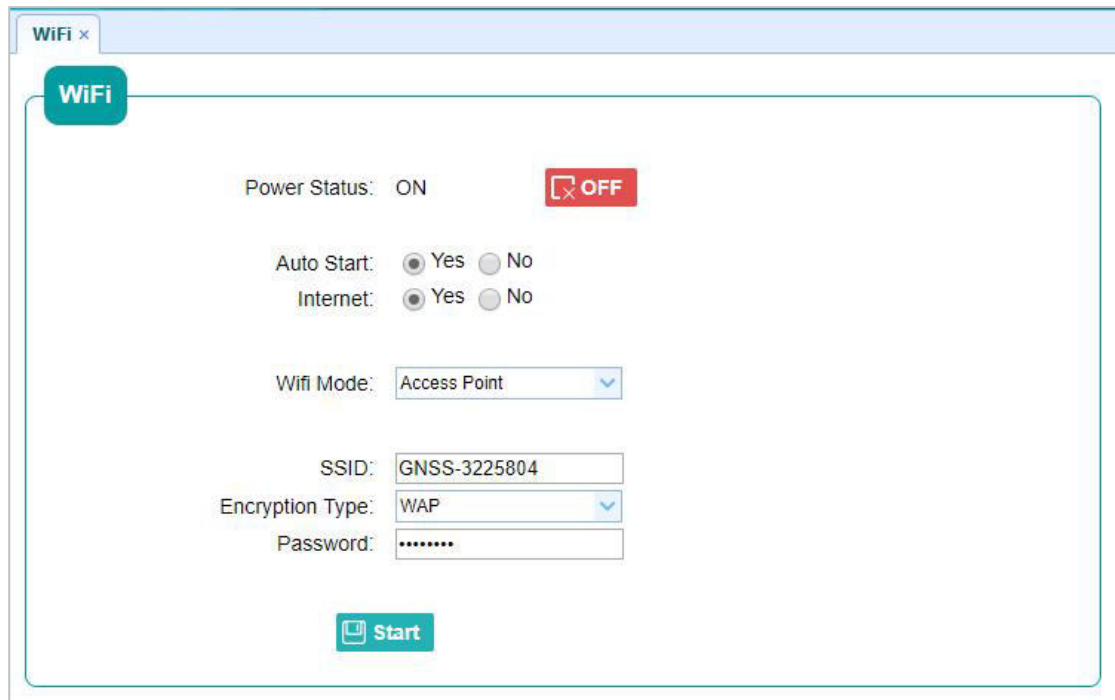 WiFi ×
WiFi
Power Status: ON OFF
Auto Start: Yes No
Internet: Yes No
Wifi Mode: Access Point
SSID: GNSS-3225804
Encryption Type: WAP
Password: ••••••••
Start